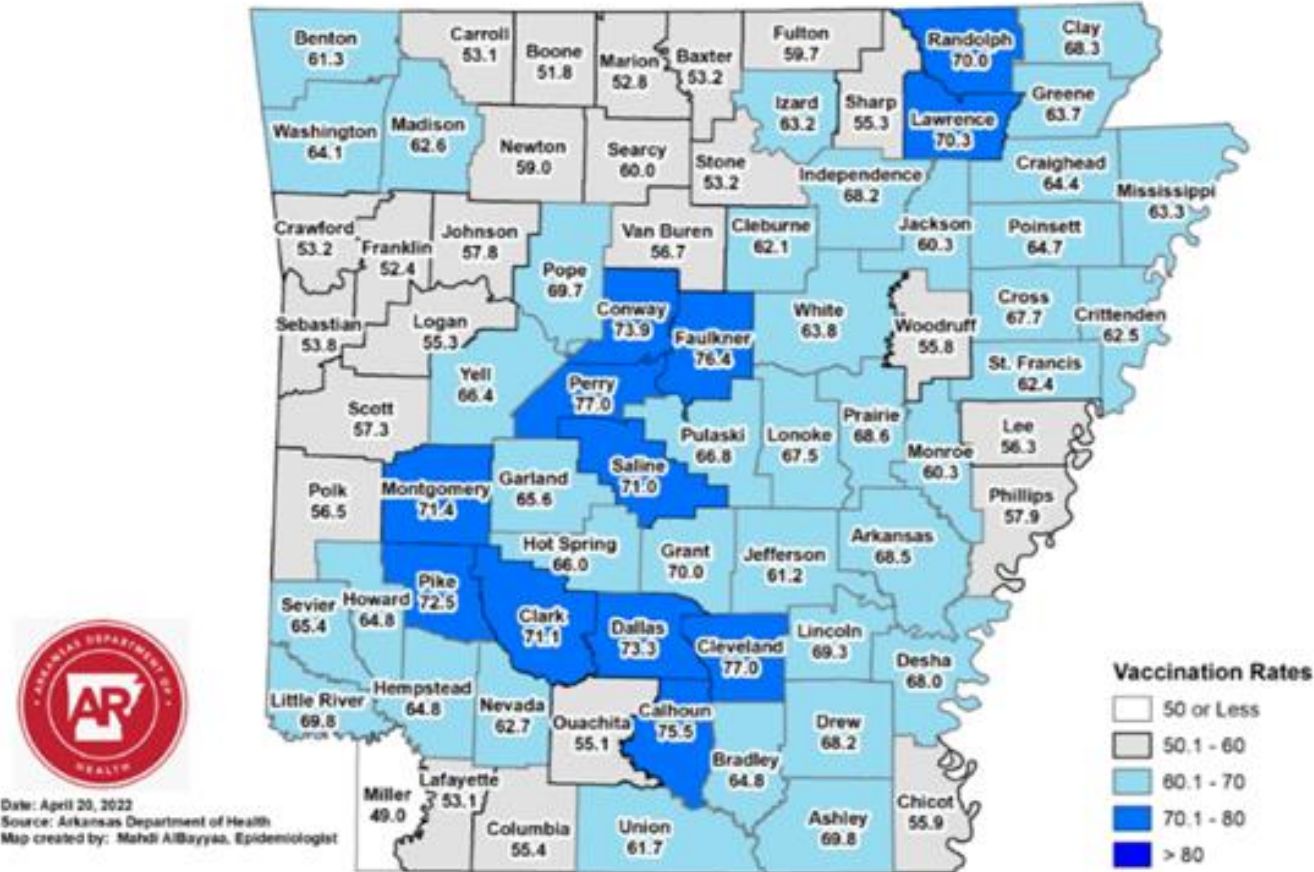 Benton
61.3
Carroll
53.1
Boone
51.8
Marion
52.8
Baxter
53.2
Fulton
59.7
Randolph
70.0
Clay
68.3
Washington
64.1
Madison
62.6
Newton
59.0
Searcy
60.0
Stone
53.2
Izard
63.2
Sharp
55.3
Lawrence
70.3
Greene
63.7
Independence
68.2
Craighead
64.4
Mississippi
63.3
Crawford
53.2
Franklin
52.4
Johnson
57.8
Pope
69.7
Van Buren
56.7
Cleburne
62.1
Jackson
60.3
Poinsett
64.7
Sebastian
53.8
Logan
55.3
Conway
73.9
Faulkner
76.4
White
63.8
Woodruff
55.8
Cross
67.7
Crittenden
62.5
St. Francis
62.4
Scott
57.3
Yell
66.4
Perry
77.0
Pulaski
66.8
Lonoke
67.5
Prairie
68.6
Monroe
60.3
Lee
56.3
Polk
56.5
Montgomery
71.4
Garland
65.6
Saline
71.0
Phillips
57.9
Hot Spring
66.0
Grant
70.0
Jefferson
61.2
Arkansas
68.5
Sevier
65.4
Howard
64.8
Pike
72.5
Clark
71.1
Dallas
73.3
Cleveland
77.0
Lincoln
69.3
Desha
68.0
Little River
69.8
Hempstead
64.8
Nevada
62.7
Ouachita
55.1
Calhoun
75.5
Bradley
64.8
Drew
68.2
Miller
49.0
Lafayette
53.1
Columbia
55.4
Union
61.7
Ashley
69.8
Chicot
55.9
Vaccination Rates
50 or Less
50.1 - 60
60.1 - 70
70.1 - 80
> 80
ARKANSAS DEPARTMENT OF
AR
HEALTH
Date: April 20, 2022
Source: Arkansas Department of Health
Map created by: Mahdi AlBayyaa, Epidemiologist